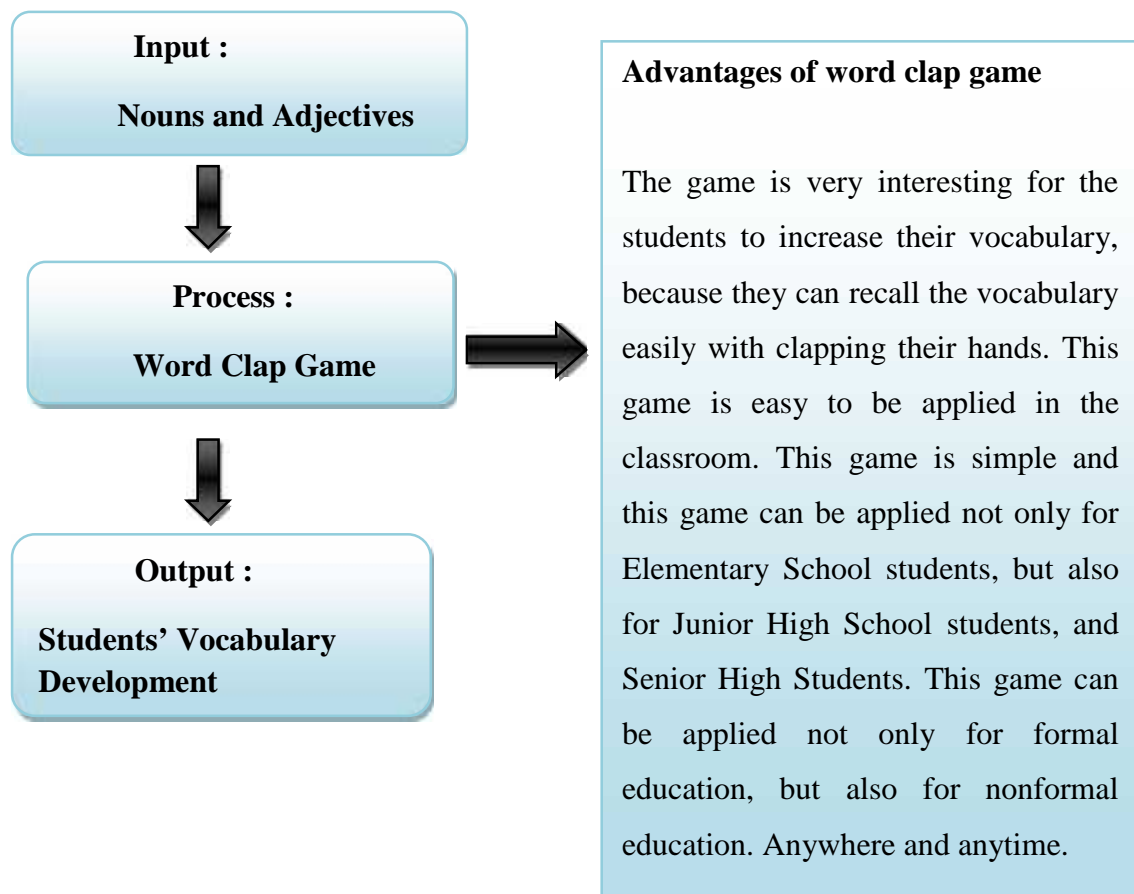 Input :
Nouns and Adjectives
Process :
Word Clap Game
Output :
Students’ Vocabulary
Development
Advantages of word clap game
The game is very interesting for the
students to increase their vocabulary,
because they can recall the vocabulary
easily with clapping their hands. This
game is easy to be applied in the
classroom. This game is simple and
this game can be applied not only for
Elementary School students, but also
for Junior High School students, and
Senior High Students. This game can
be applied not only for formal
education, but also for nonformal
education. Anywhere and anytime.